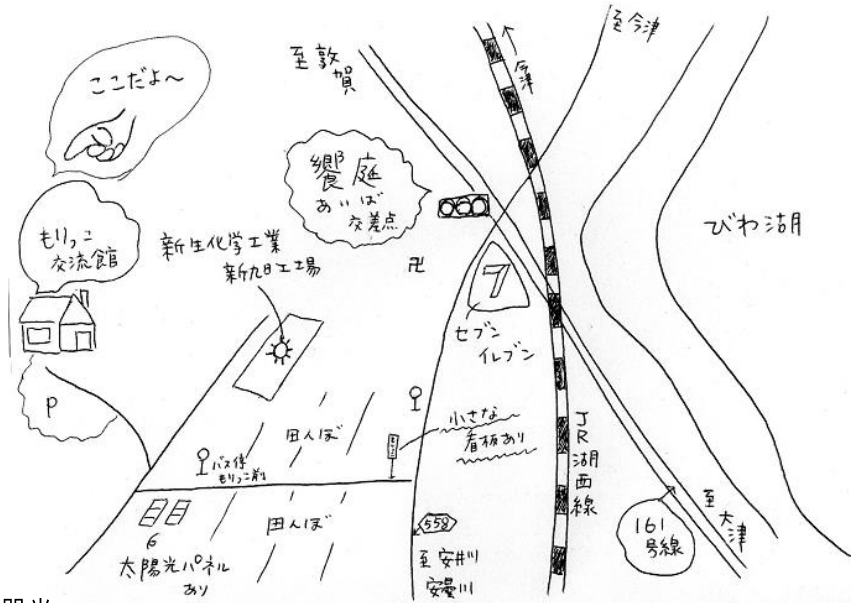 ここだよ～
もりっこ
交流館
P
新生化学工業
新旭工場
至敦賀
饗庭
あいば
交差点
卍
7
セブン
イレブン
今津
至今津
びわ湖
田んぼ
小さな
看板あり
バス停
もりっこ前
田んぼ
太陽光パネル
あり
558
至安井川
安曇川
JR湖西線
161
号線
至大津